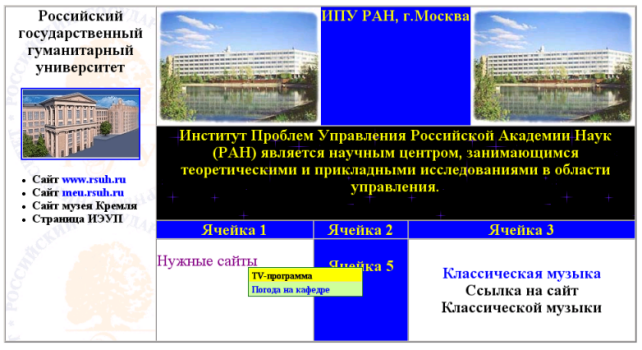 Российский
государственный
гуманитарный
университет
Сайт www.rsuh.ru
Сайт meu.rsuh.ru
Сайт музея Кремля
Страница ИЭУП
ИПУ РАН, г.Москва
Институт Проблем Управления Российской Академии Наук
(РАН) является научным центром, занимающимся
теоретическими и прикладными исследованиями в области
управления.
Ячейка 1
Ячейка 2
Ячейка 3
Нужные сайты
TV-программа
Погода на кафедре
Ячейка 5
Классическая музыка
Ссылка на сайт
Классической музыки